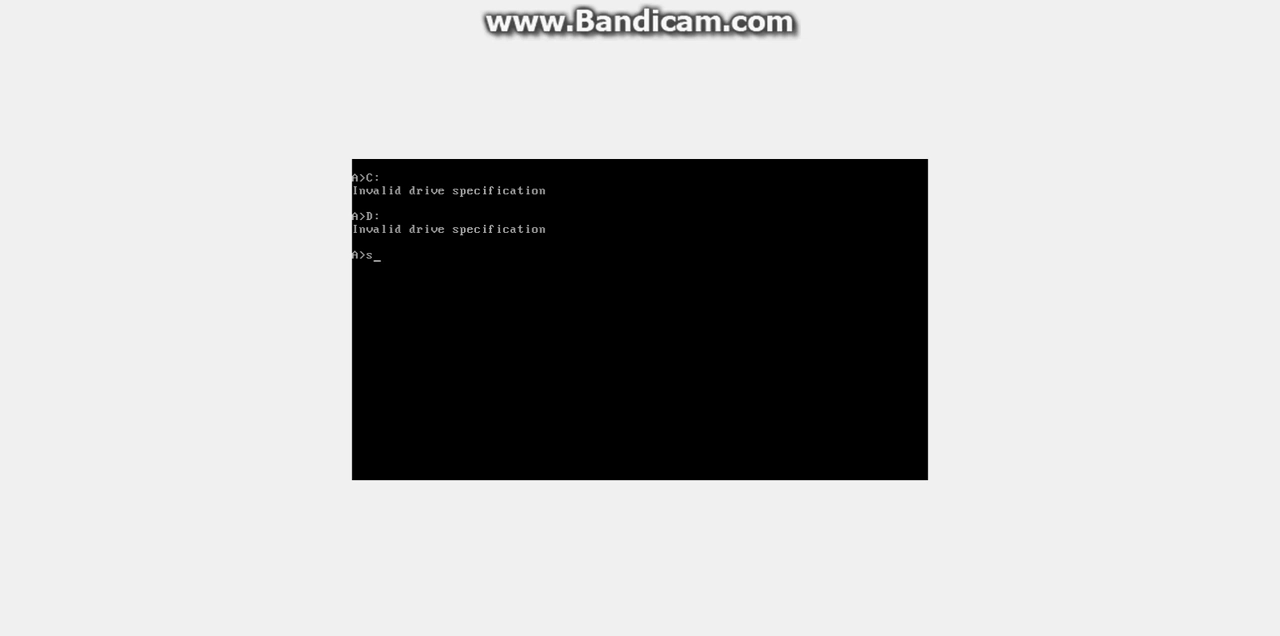 www.Bandicam.com
A>C:
Invalid drive specification
A>D:
Invalid drive specification
A>s_